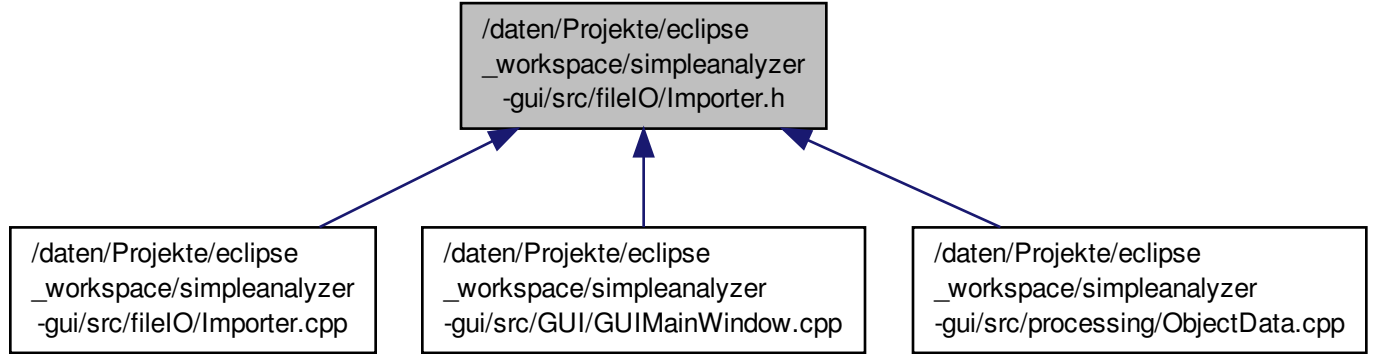 /daten/Projekte/eclipse
_workspace/simpleanalyzer
-gui/src/fileIO/Importer.h
/daten/Projekte/eclipse
_workspace/simpleanalyzer
-gui/src/fileIO/Importer.cpp
/daten/Projekte/eclipse
_workspace/simpleanalyzer
-gui/src/GUI/GUIMainWindow.cpp
/daten/Projekte/eclipse
_workspace/simpleanalyzer
-gui/src/processing/ObjectData.cpp